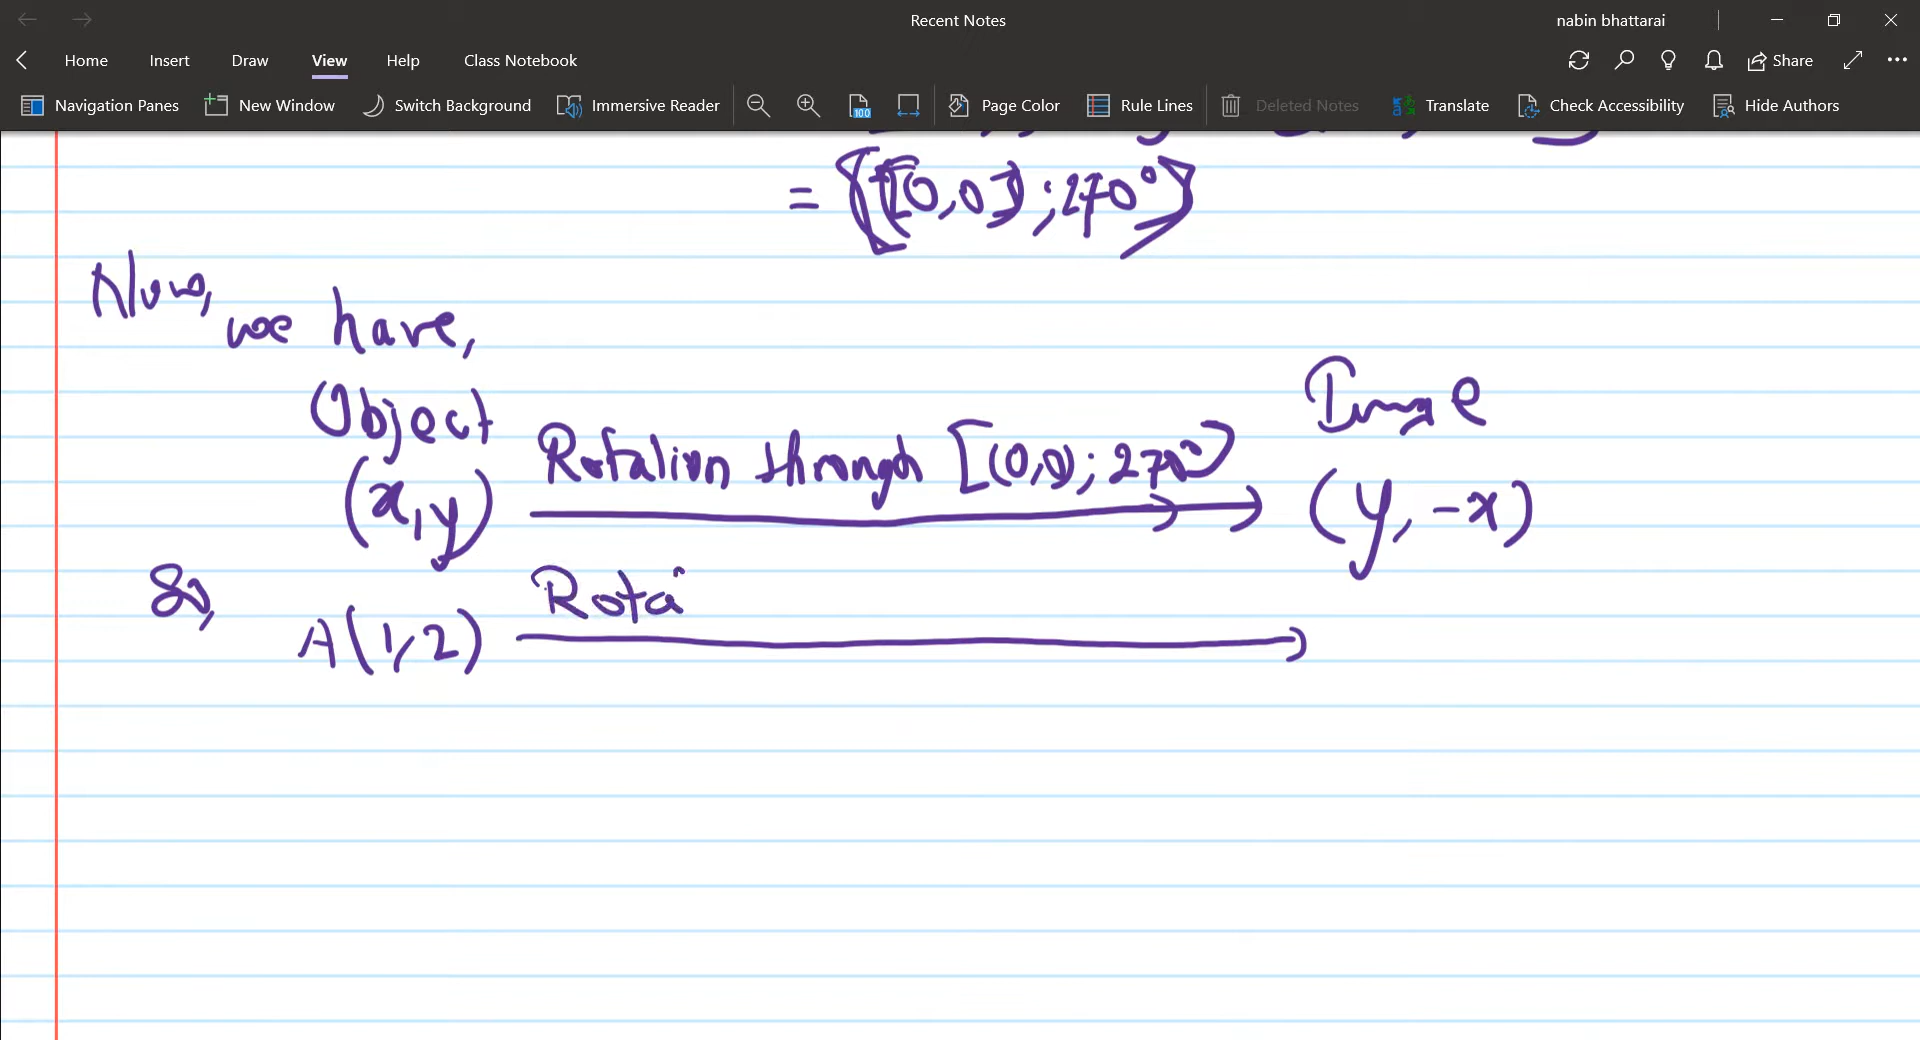 Recent Notes
nabin bhattarai
Home Insert Draw View Help Class Notebook
Share
Navigation Panes New Window Switch Background Immersive Reader 100 Page Color Rule Lines Deleted Notes Translate Check Accessibility Hide Authors
= {[(0,0)];270°}
Now,
we have,
Object Image
(x,y) Rotation through [(0,0); 270°] (y, -x)
So,
A(1,2) Rotati